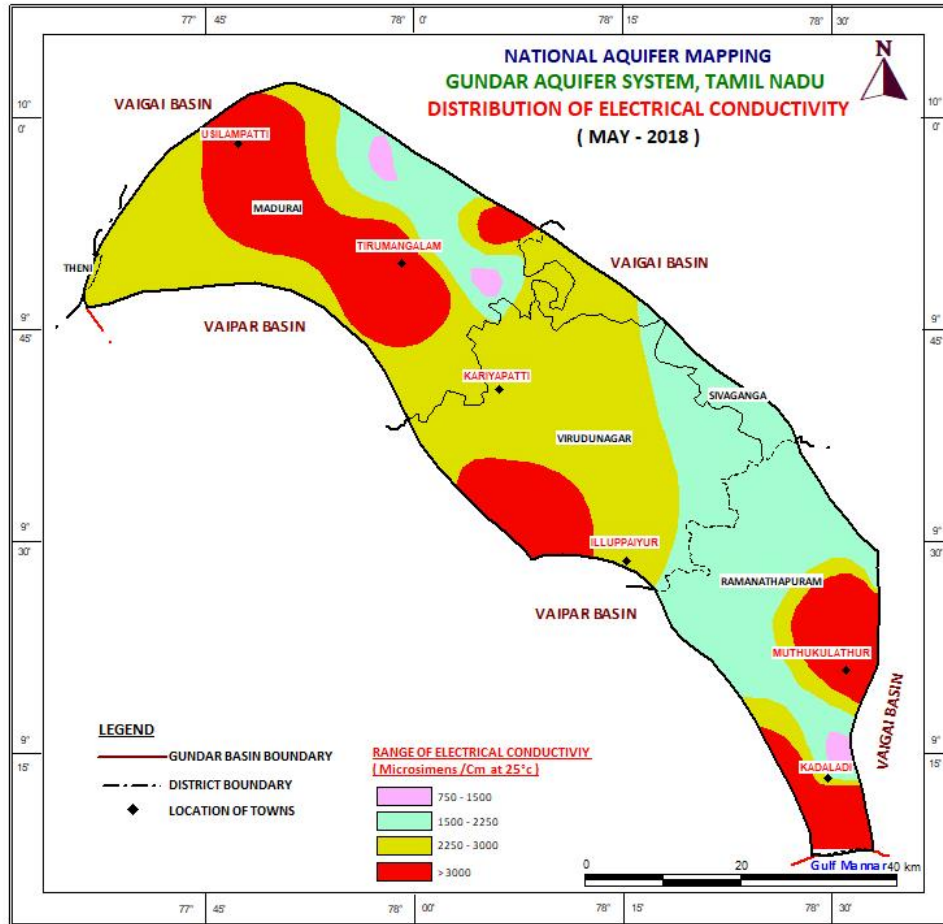 77° 45' 78° 0' 78° 15' 78° 30'
NATIONAL AQUIFER MAPPING
GUNDAR AQUIFER SYSTEM, TAMIL NADU
DISTRIBUTION OF ELECTRICAL CONDUCTIVITY
( MAY - 2018 )
N
10° 0'
10° 0'
VAIGAI BASIN
USILAMPATTI
MADURAI
TIRUMANGALAM
THENI
VAIGAI BASIN
VAIPAR BASIN
9° 45'
9° 45'
KARIYAPATTI
SIVAGANGA
VIRUDUNAGAR
9° 30'
9° 30'
ILLUPPAIYUR
RAMANATHAPURAM
VAIPAR BASIN
MUTHUKULATHUR
VAIGAI BASIN
9° 15'
9° 15'
KADALADI
LEGEND
GUNDAR BASIN BOUNDARY
DISTRICT BOUNDARY
LOCATION OF TOWNS
RANGE OF ELECTRICAL CONDUCTIVIY
( Microsimens /Cm at 25°c )
750 - 1500
1500 - 2250
2250 - 3000
> 3000
Gulf Mannar
0 20 40 km
77° 45' 78° 00' 78° 15' 78° 30'